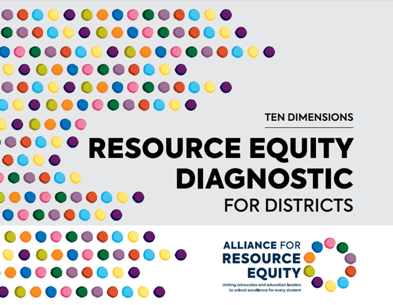 TEN DIMENSIONS
RESOURCE EQUITY
DIAGNOSTIC
FOR DISTRICTS
ALLIANCE FOR
RESOURCE
EQUITY
Uniting advocates and education leaders
to unlock excellence for every student